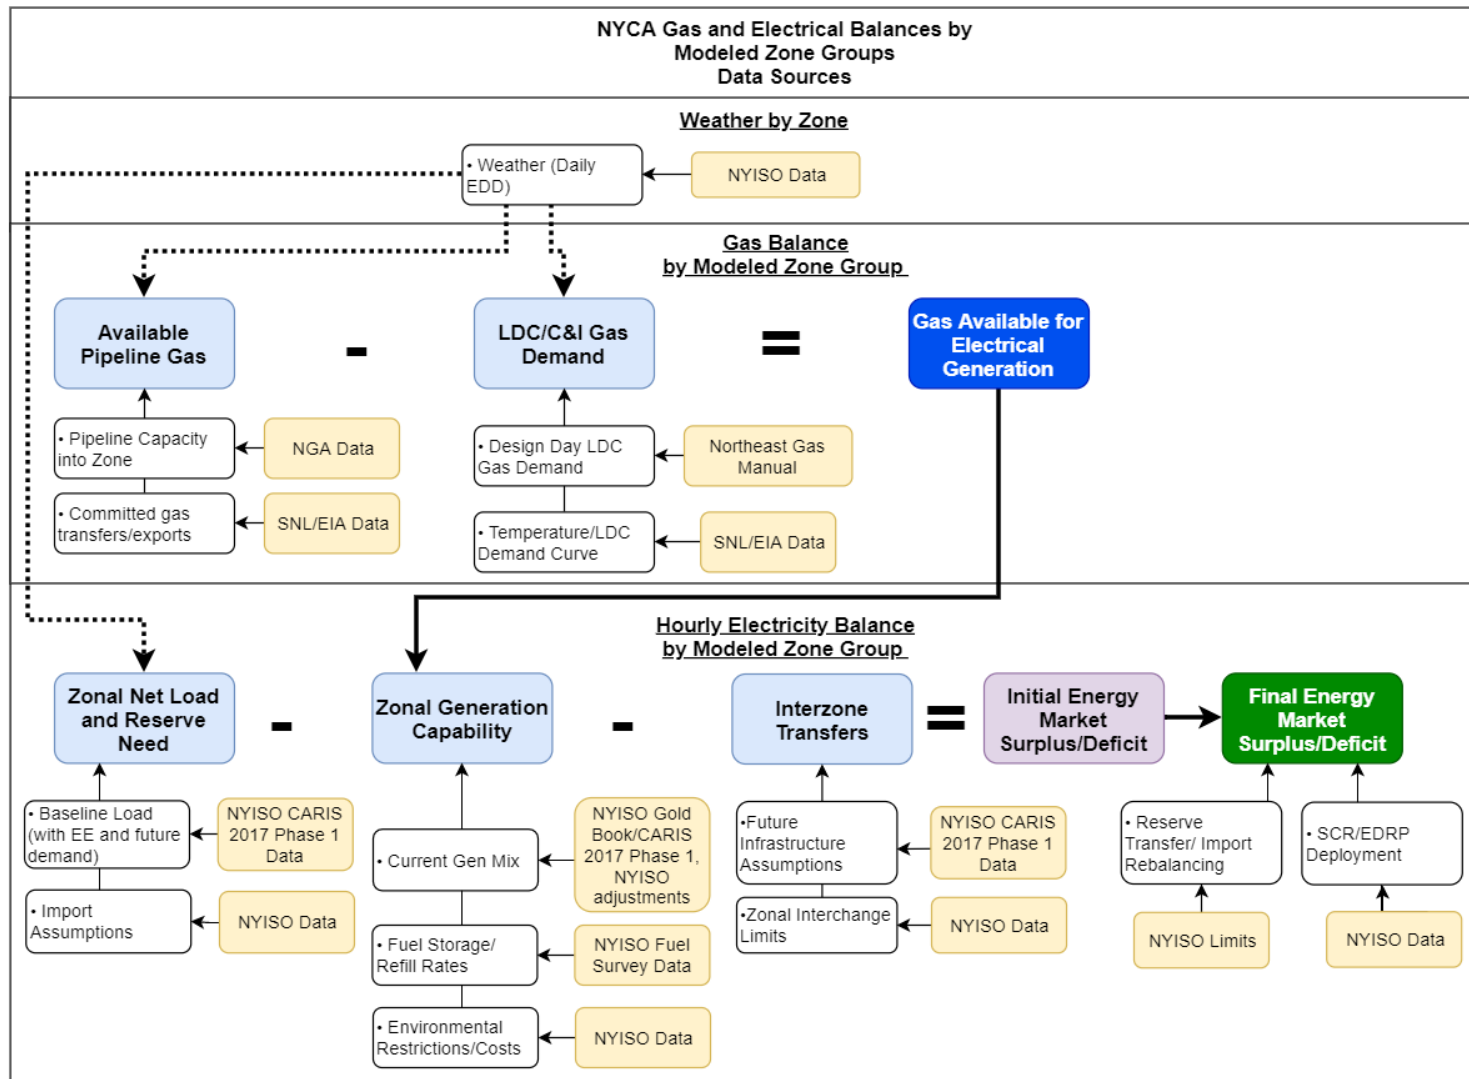 NYCA Gas and Electrical Balances by
Modeled Zone Groups
Data Sources
Weather by Zone
• Weather (Daily
EDD)
NYISO Data
Gas Balance
by Modeled Zone Group
Available
Pipeline Gas
-
LDC/C&I Gas
Demand
=
Gas Available for
Electrical
Generation
• Pipeline Capacity
into Zone
NGA Data
• Design Day LDC
Gas Demand
Northeast Gas
Manual
• Committed gas
transfers/exports
SNL/EIA Data
• Temperature/LDC
Demand Curve
SNL/EIA Data
Hourly Electricity Balance
by Modeled Zone Group
Zonal Net Load
and Reserve
Need
-
Zonal Generation
Capability
-
Interzone
Transfers
=
Initial Energy
Market
Surplus/Deficit
Final Energy
Market
Surplus/Deficit
• Baseline Load
(with EE and future
demand)
NYISO CARIS
2017 Phase 1
Data
• Import
Assumptions
NYISO Data
• Current Gen Mix
NYISO Gold
Book/CARIS
2017 Phase 1,
NYISO
adjustments
• Fuel Storage/
Refill Rates
NYISO Fuel
Survey Data
• Environmental
Restrictions/Costs
NYISO Data
•Future
Infrastructure
Assumptions
NYISO CARIS
2017 Phase 1
Data
•Zonal Interchange
Limits
NYISO Data
• Reserve
Transfer/ Import
Rebalancing
NYISO Limits
• SCR/EDRP
Deployment
NYISO Data